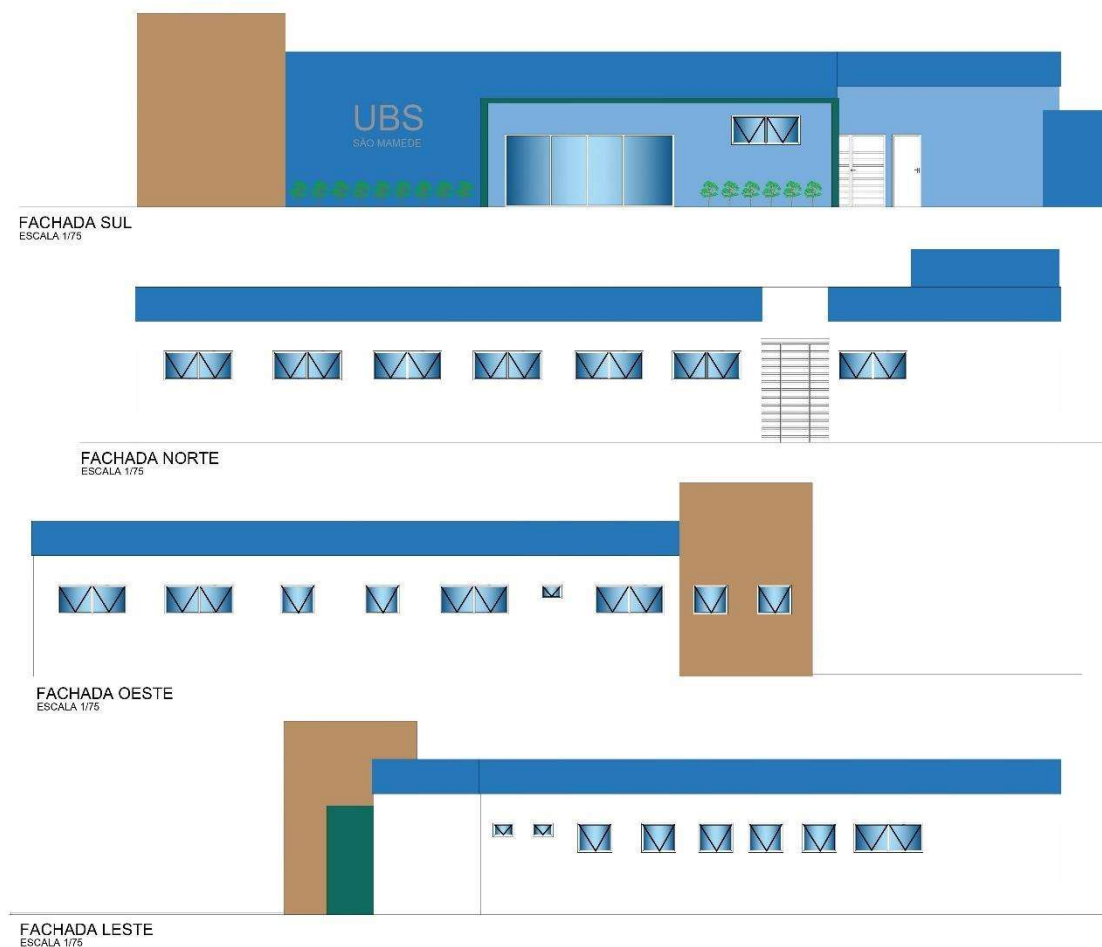 UBS
SÃO MAMEDE
FACHADA SUL
ESCALA 1/75
FACHADA NORTE
ESCALA 1/75
FACHADA OESTE
ESCALA 1/75
FACHADA LESTE
ESCALA 1/75